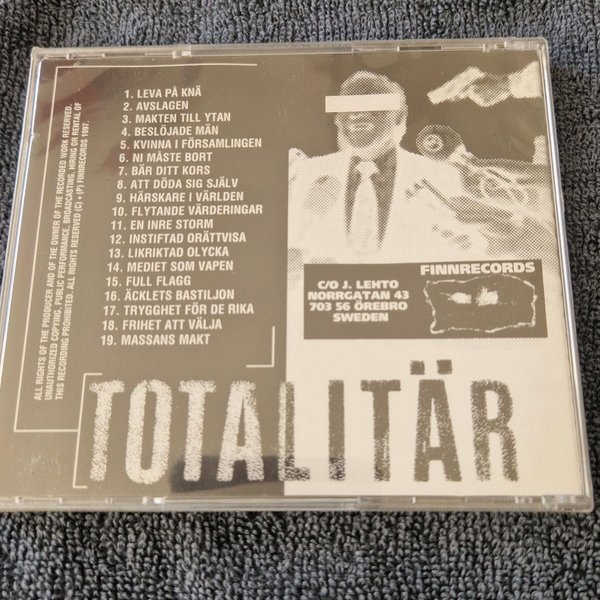 1. LEVA PÅ KNÄ
2. AVSLAGEN
3. MAKTEN TILL YTAN
4. BESLÖJADE MÄN
5. KVINNA I FÖRSAMLINGEN
6. NI MÅSTE BORT
7. BÄR DITT KORS
8. ATT DÖDA SIG SJÄLV
9. HÄRSKARE I VÄRLDEN
10. FLYTANDE VÄRDERINGAR
11. EN INRE STORM
12. INSTIFTAD ORÄTTVISA
13. LIKRIKTAD OLYCKA
14. MEDIET SOM VAPEN
15. FULL FLAGG
16. ÄCKLETS BASTILJON
17. TRYGGHET FÖR DE RIKA
18. FRIHET ATT VÄLJA
19. MASSANS MAKT
ALL RIGHTS OF THE PRODUCER AND OF THE OWNER OF THE RECORDED WORK RESERVED.
UNAUTHORIZED COPYING, PUBLIC PERFORMANCE, BROADCASTING, HIRING OR RENTAL OF
THIS RECORDING PROHIBITED. ALL RIGHTS RESERVED (C) + (P) FINNRECORDS 1997.
C/O J. LEHTO
NORRGATAN 43
703 56 ÖREBRO
SWEDEN
FINNRECORDS
TOTALITÄR